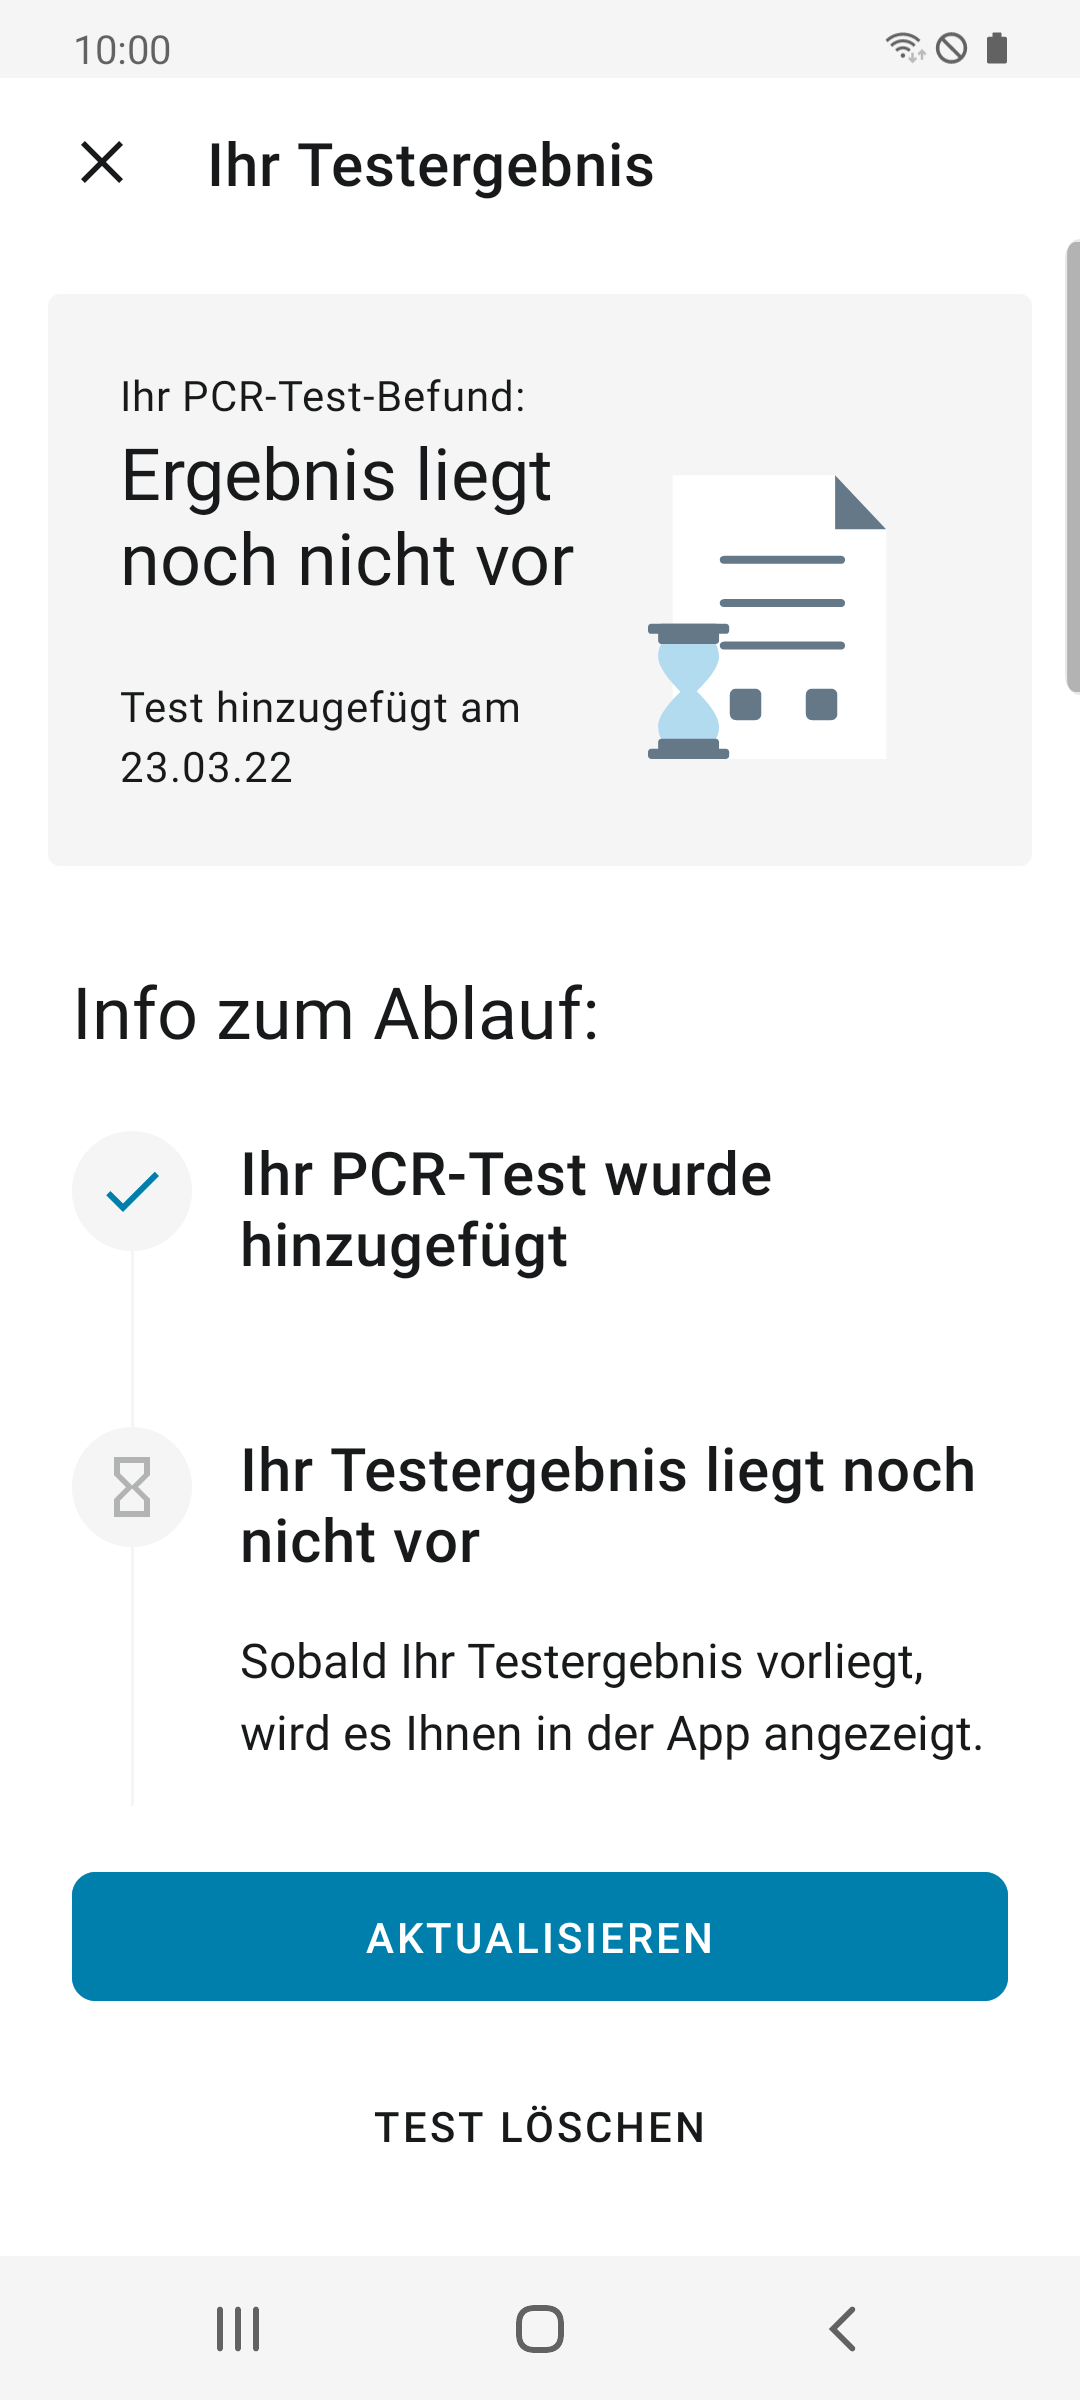 10:00
Ihr Testergebnis
Ihr PCR-Test-Befund:
Ergebnis liegt
noch nicht vor
Test hinzugefügt am
23.03.22
Info zum Ablauf:
Ihr PCR-Test wurde
hinzugefügt
Ihr Testergebnis liegt noch
nicht vor
Sobald Ihr Testergebnis vorliegt,
wird es Ihnen in der App angezeigt.
AKTUALISIEREN
TEST LÖSCHEN